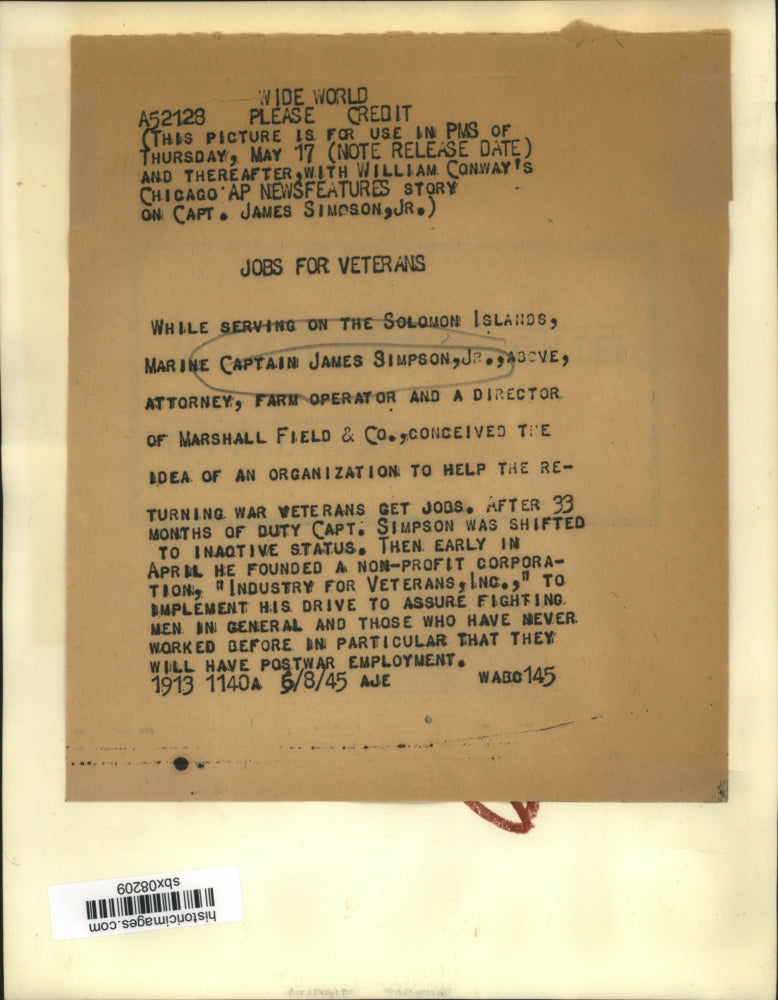 WIDE WORLD
A52128 PLEASE CREDIT
(THIS PICTURE IS FOR USE IN PMS OF
THURSDAY, MAY 17 (NOTE RELEASE DATE)
AND THEREAFTER, WITH WILLIAM CONWAY'S
CHICAGO AP NEWSFEATURES STORY
ON CAPT. JAMES SIMPSON, JR.)
JOBS FOR VETERANS
WHILE SERVING ON THE SOLOMON ISLANDS,
MARINE CAPTAIN JAMES SIMPSON, JR., ABOVE,
ATTORNEY, FARM OPERATOR AND A DIRECTOR
OF MARSHALL FIELD & CO., CONCEIVED THE
IDEA OF AN ORGANIZATION TO HELP THE RE-
TURNING WAR VETERANS GET JOBS. AFTER 33
MONTHS OF DUTY CAPT. SIMPSON WAS SHIFTED
TO INACTIVE STATUS. THEN EARLY IN
APRIL HE FOUNDED A NON-PROFIT CORPORA-
TION, "INDUSTRY FOR VETERANS, INC.," TO
IMPLEMENT HIS DRIVE TO ASSURE FIGHTING
MEN IN GENERAL AND THOSE WHO HAVE NEVER
WORKED BEFORE IN PARTICULAR THAT THEY
WILL HAVE POSTWAR EMPLOYMENT.
1913 1140A 5/8/45 AJE WABC145
historicimages.com
sbx08209